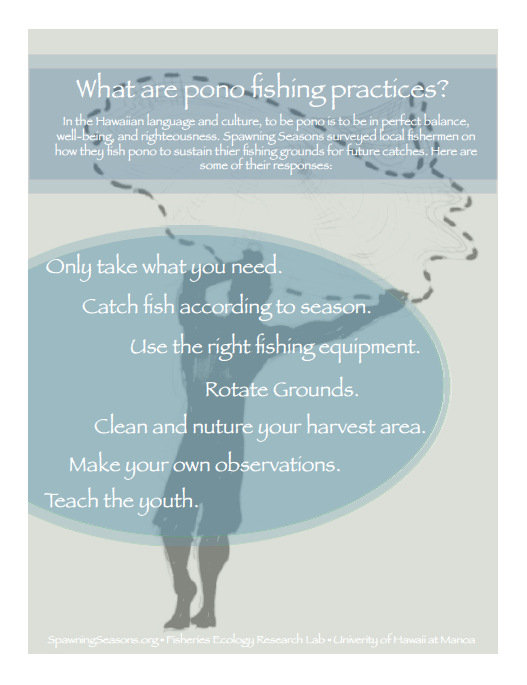 What are pono fishing practices?
In the Hawaiian language and culture, to be pono is to be in perfect balance,
well-being, and righteousness. Spawning Seasons surveyed local fishermen on
how they fish pono to sustain thier fishing grounds for future catches. Here are
some of their responses:
Only take what you need.
Catch fish according to season.
Use the right fishing equipment.
Rotate Grounds.
Clean and nuture your harvest area.
Make your own observations.
Teach the youth.
SpawningSeasons.org • Fisheries Ecology Research Lab • Univerity of Hawaii at Manoa